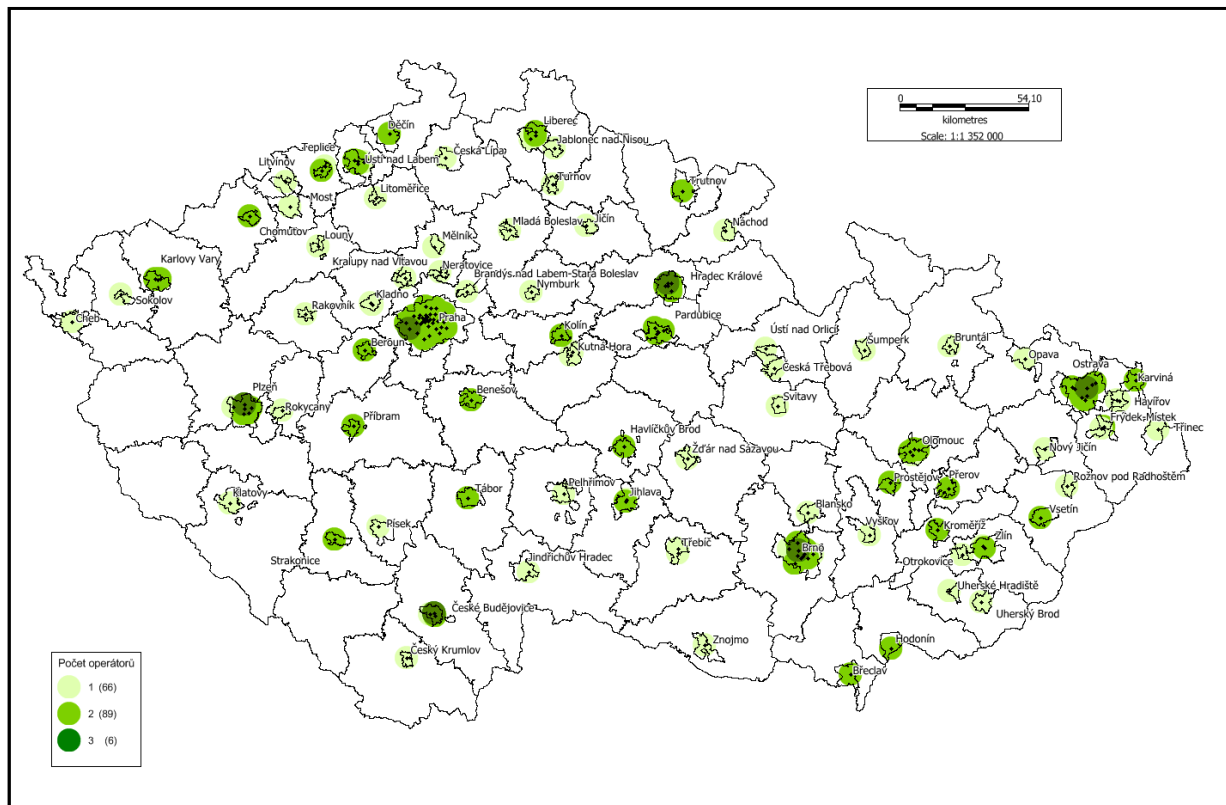 0 54,10
kilometres
Scale: 1:1 352 000
Děčín
Liberec
Jablonec nad Nisou
Teplice
Ústí nad Labem
Česká Lípa
Litvínov
Turnov
Trutnov
Litoměřice
Most
Jičín
Náchod
Mladá Boleslav
Chomutov
Louny
Mělník
Karlovy Vary
Kralupy nad Vltavou
Neratovice
Brandýs nad Labem-Stará Boleslav
Hradec Králové
Nymburk
Sokolov
Kladno
Cheb
Rakovník
Praha
Pardubice
Kolín
Ústí nad Orlicí
Šumperk
Bruntál
Beroun
Kutná Hora
Opava
Ostrava
Česká Třebová
Karviná
Plzeň
Benešov
Svitavy
Havířov
Rokycany
Příbram
Frýdek-Místek
Třinec
Havlíčkův Brod
Olomouc
Nový Jičín
Žďár nad Sázavou
Rožnov pod Radhoštěm
Prostějov
Přerov
Pelhřimov
Klatovy
Tábor
Jihlava
Blansko
Vsetín
Písek
Vyškov
Kroměříž
Zlín
Třebíč
Brno
Strakonice
Jindřichův Hradec
Otrokovice
Uherské Hradiště
České Budějovice
Uherský Brod
Znojmo
Hodonín
Český Krumlov
Břeclav
Počet operátorů
1 (66)
2 (89)
3 (6)